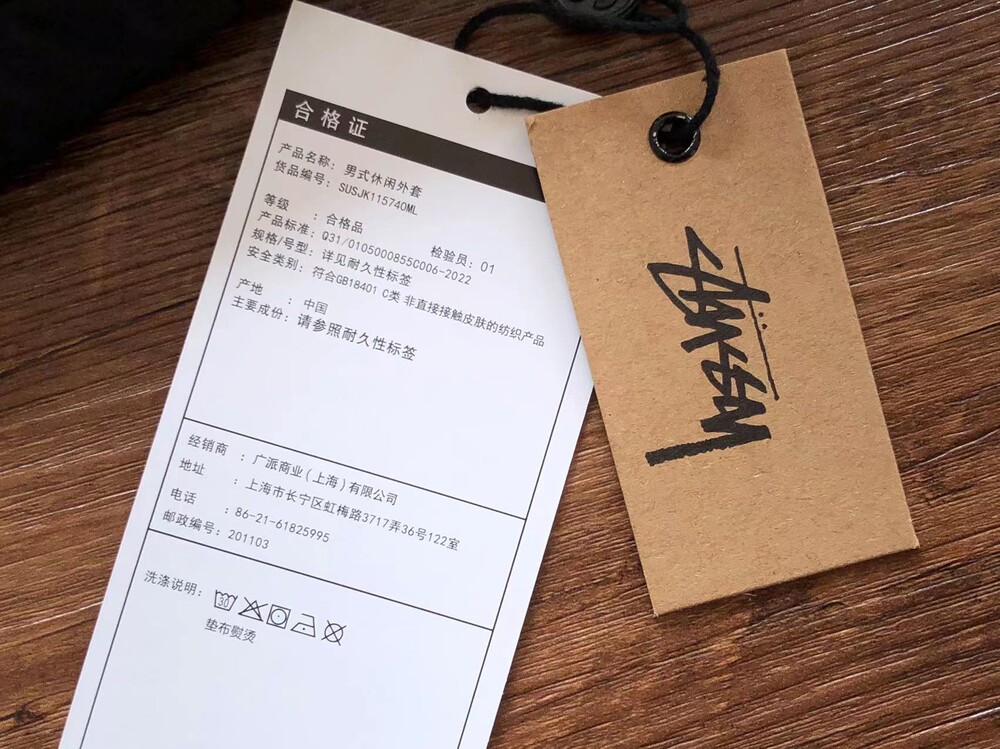 合格证
产品名称: 男式休闲外套
货品编号: SUSJK115740ML
等级 : 合格品 检验员: 01
产品标准: Q31/0105000855C006-2022
规格/号型: 详见耐久性标签
安全类别: 符合GB18401 C类 非直接接触皮肤的纺织产品
产地 : 中国
主要成份: 请参照耐久性标签
经销商 : 广派商业(上海)有限公司
地址 : 上海市长宁区虹梅路3717弄36号122室
电话 : 86-21-61825995
邮政编号: 201103
洗涤说明:
30
垫布熨烫
Stüssy